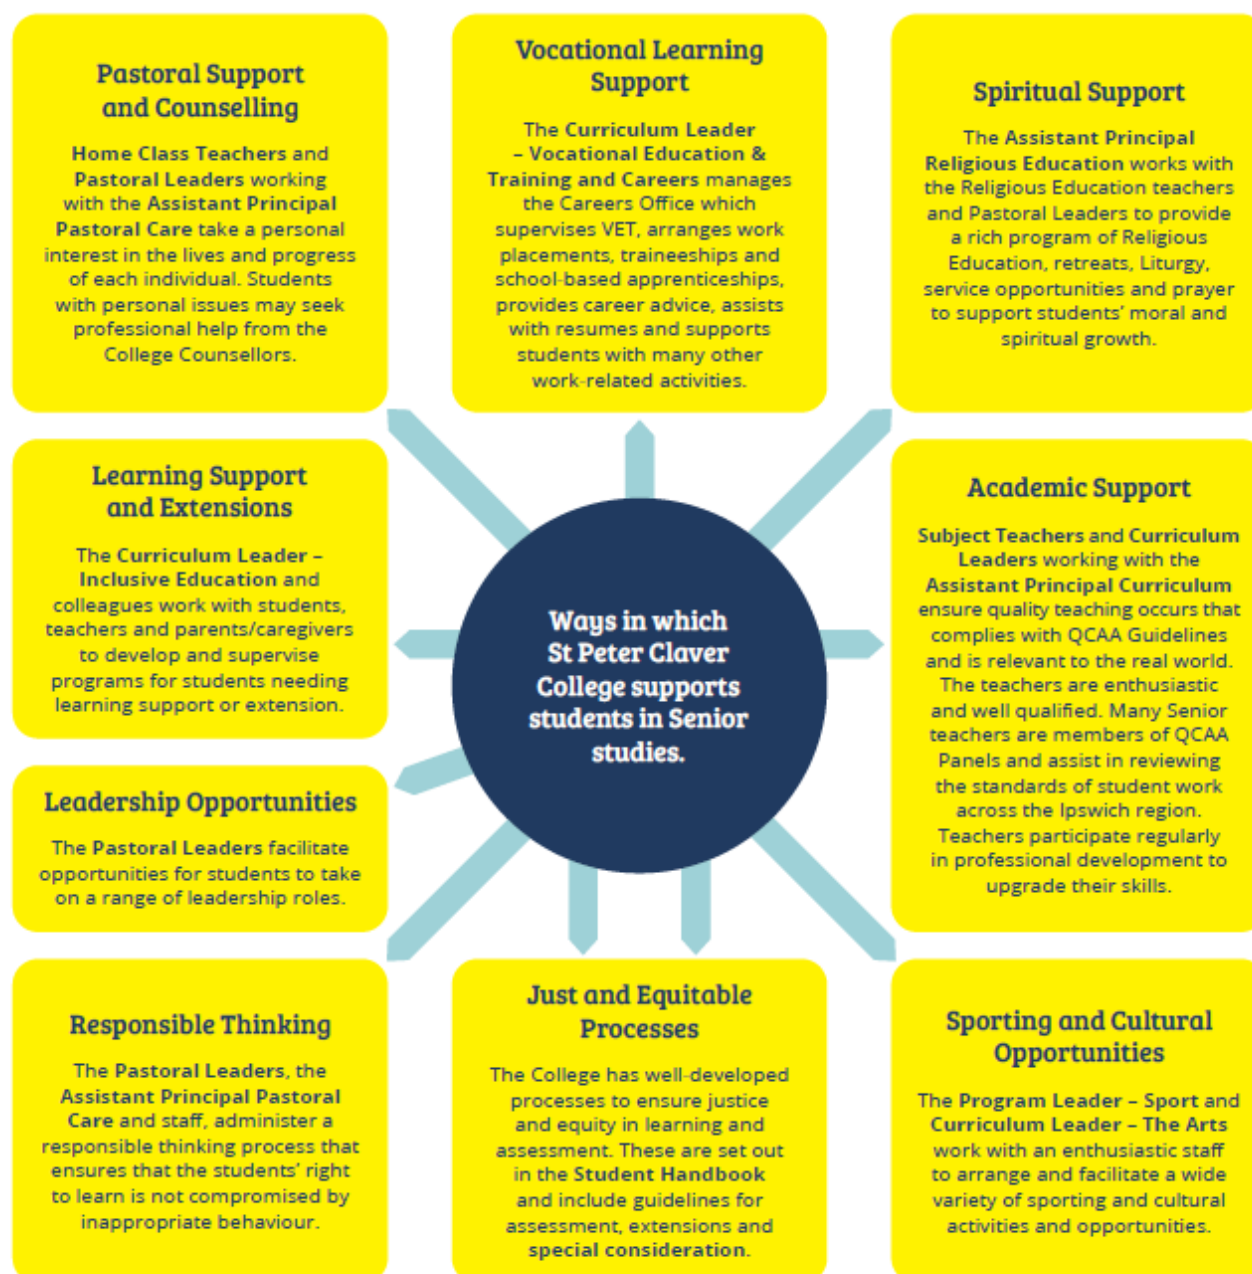 Pastoral Support
and Counselling
Home Class Teachers and
Pastoral Leaders working
with the Assistant Principal
Pastoral Care take a personal
interest in the lives and progress
of each individual. Students
with personal issues may seek
professional help from the
College Counsellors.
Vocational Learning
Support
The Curriculum Leader
– Vocational Education &
Training and Careers manages
the Careers Office which
supervises VET, arranges work
placements, traineeships and
school-based apprenticeships,
provides career advice, assists
with resumes and supports
students with many other
work-related activities.
Spiritual Support
The Assistant Principal
Religious Education works with
the Religious Education teachers
and Pastoral Leaders to provide
a rich program of Religious
Education, retreats, Liturgy,
service opportunities and prayer
to support students’ moral and
spiritual growth.
Learning Support
and Extensions
The Curriculum Leader –
Inclusive Education and
colleagues work with students,
teachers and parents/caregivers
to develop and supervise
programs for students needing
learning support or extension.
Ways in which
St Peter Claver
College supports
students in Senior
studies.
Academic Support
Subject Teachers and Curriculum
Leaders working with the
Assistant Principal Curriculum
ensure quality teaching occurs that
complies with QCAA Guidelines
and is relevant to the real world.
The teachers are enthusiastic
and well qualified. Many Senior
teachers are members of QCAA
Panels and assist in reviewing
the standards of student work
across the Ipswich region.
Teachers participate regularly
in professional development to
upgrade their skills.
Leadership Opportunities
The Pastoral Leaders facilitate
opportunities for students to take
on a range of leadership roles.
Responsible Thinking
The Pastoral Leaders, the
Assistant Principal Pastoral
Care and staff, administer a
responsible thinking process that
ensures that the students’ right
to learn is not compromised by
inappropriate behaviour.
Just and Equitable
Processes
The College has well-developed
processes to ensure justice
and equity in learning and
assessment. These are set out
in the Student Handbook
and include guidelines for
assessment, extensions and
special consideration.
Sporting and Cultural
Opportunities
The Program Leader – Sport and
Curriculum Leader – The Arts
work with an enthusiastic staff
to arrange and facilitate a wide
variety of sporting and cultural
activities and opportunities.